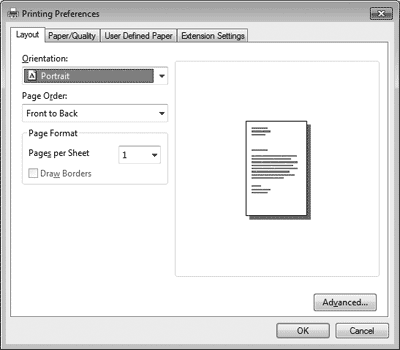 Printing Preferences
Layout
Paper/Quality
User Defined Paper
Extension Settings
Orientation:
A Portrait
Page Order:
Front to Back
Page Format
Pages per Sheet
1
Draw Borders
Advanced...
OK
Cancel